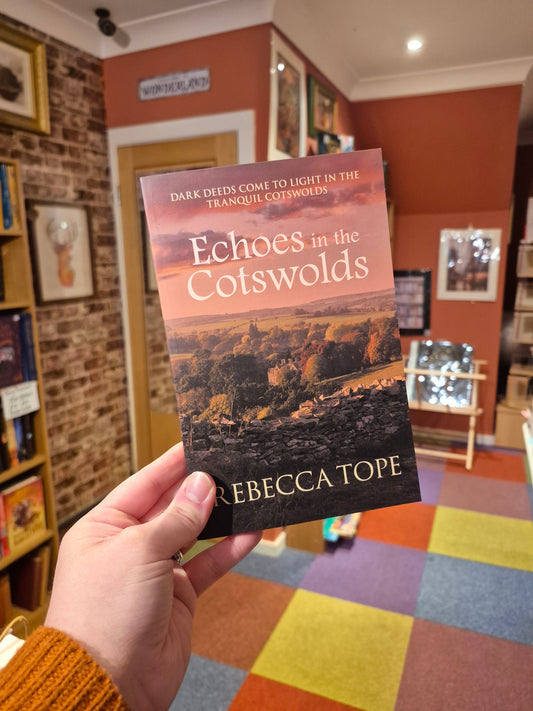 WONDERLAND
DARK DEEDS COME TO LIGHT IN THE
TRANQUIL COTSWOLDS
Echoes in the
Cotswolds
REBECCA TOPE